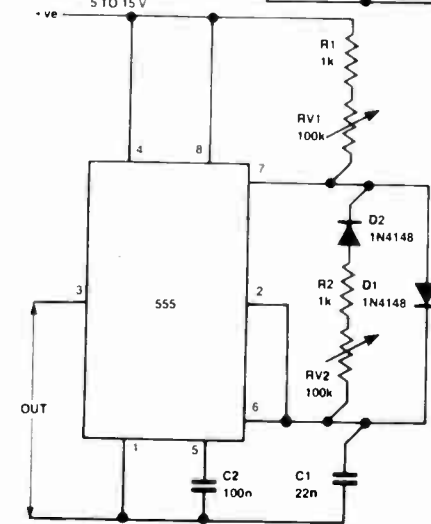 5 TO 15 V
+ve
R1
1k
RV1
100k
4
8
7
D2
1N4148
R2
1k
D1
1N4148
3
555
2
RV2
100k
OUT
6
1
5
C2
100n
C1
22n